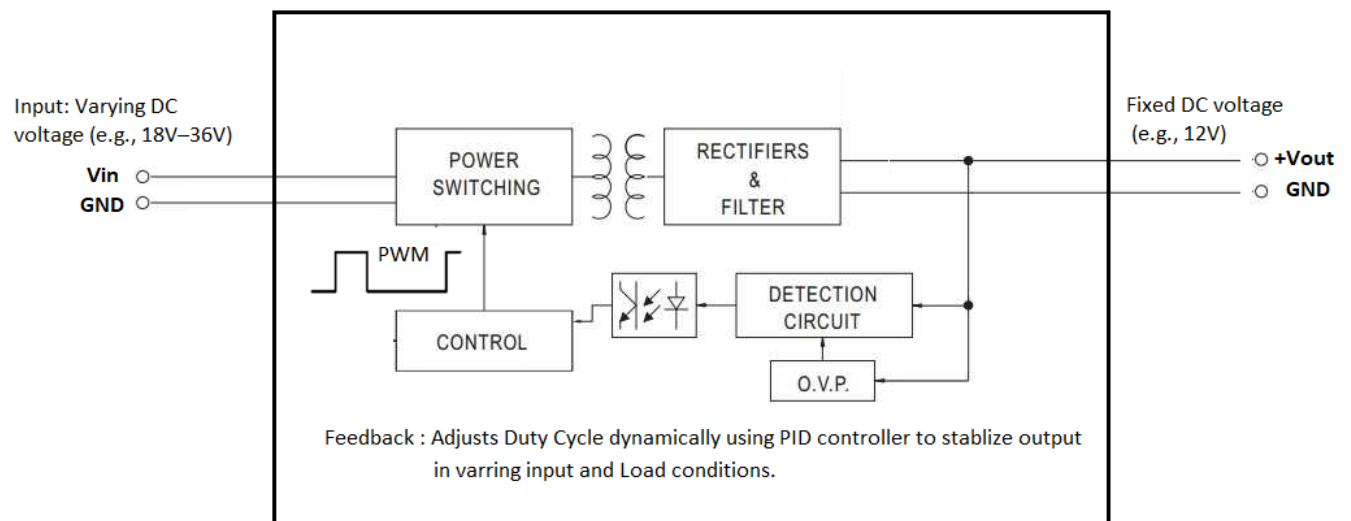 Input: Varying DC
voltage (e.g., 18V–36V)
Vin
GND
POWER
SWITCHING
RECTIFIERS
&
FILTER
Fixed DC voltage
(e.g., 12V)
+Vout
GND
PWM
CONTROL
DETECTION
CIRCUIT
O.V.P.
Feedback : Adjusts Duty Cycle dynamically using PID controller to stablize output
in varring input and Load conditions.